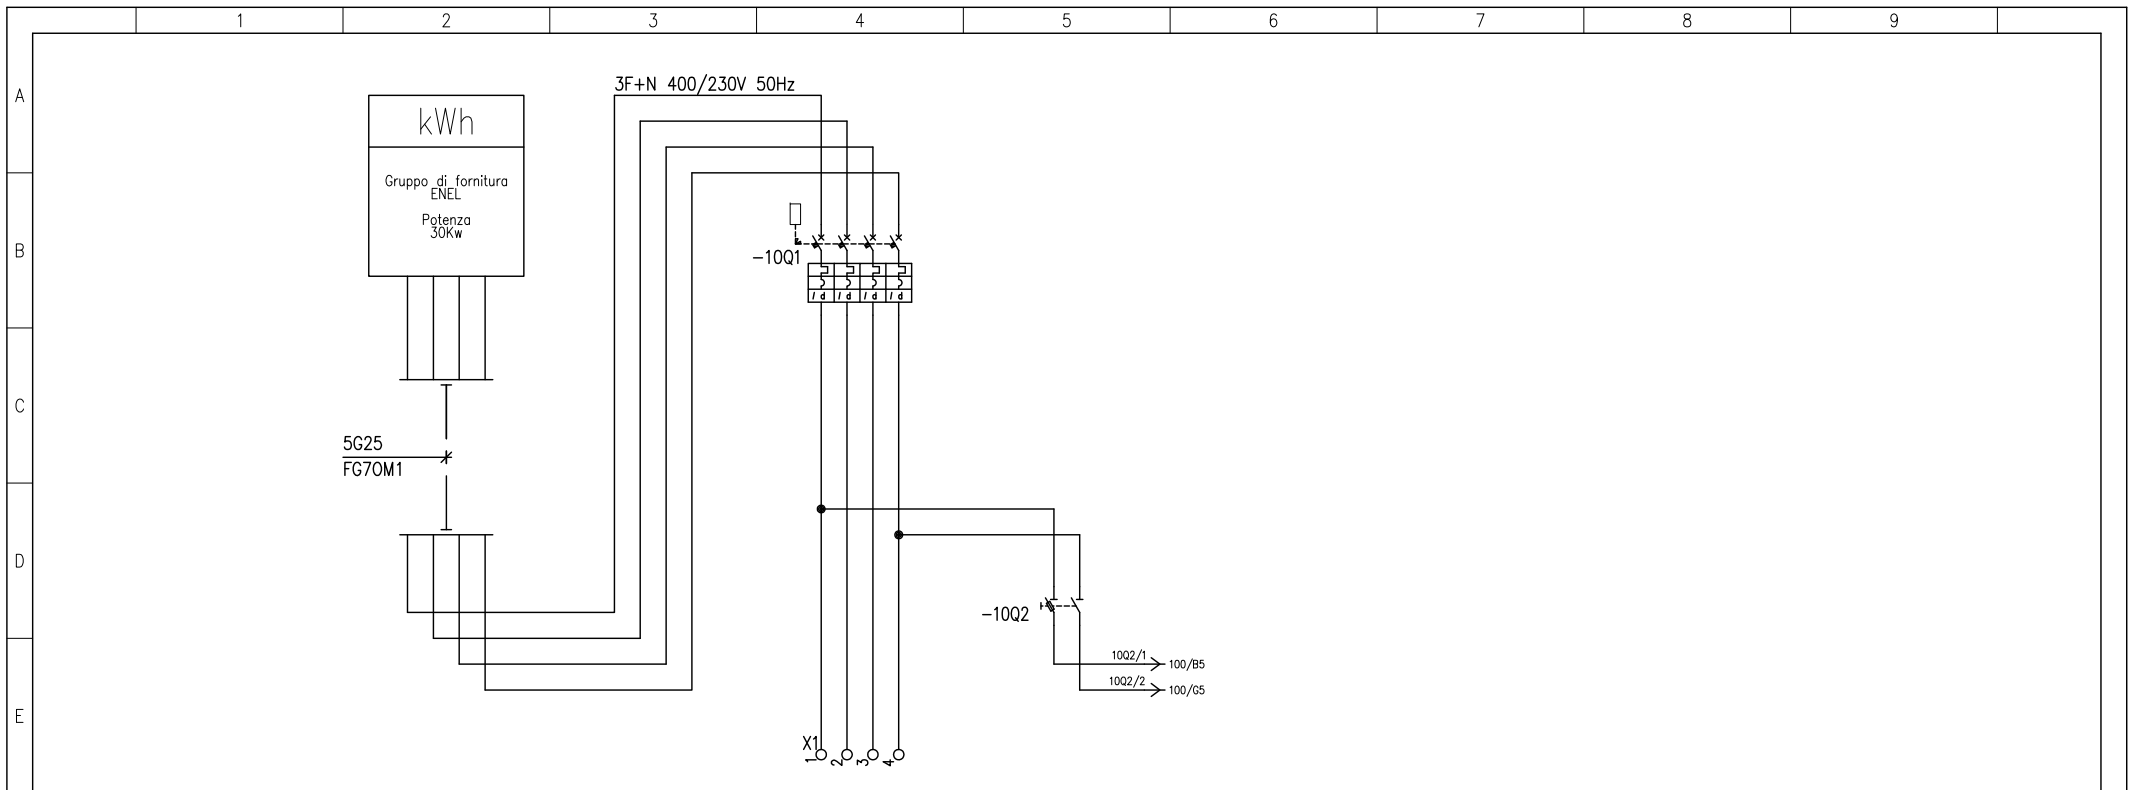 1 2 3 4 5 6 7 8 9
A
3F+N 400/230V 50Hz
kWh
Gruppo di fornitura
ENEL
Potenza
30Kw
B
-10Q1
I d I d I d I d
C
5G25
FG7OM1
D
-10Q2
10Q2/1 100/B5
10Q2/2 100/G5
E
X1
1 2 3 4